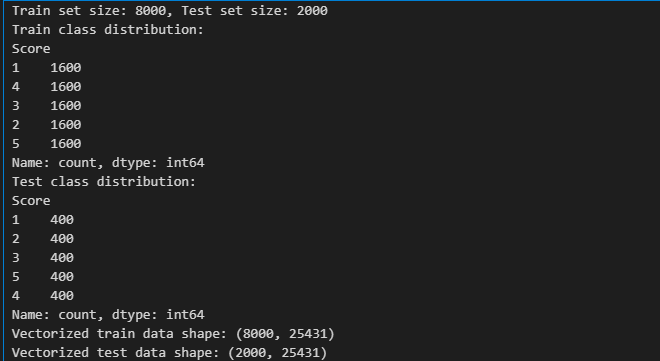 Train set size: 8000, Test set size: 2000
Train class distribution:
Score
1    1600
4    1600
3    1600
2    1600
5    1600
Name: count, dtype: int64
Test class distribution:
Score
1    400
2    400
3    400
5    400
4    400
Name: count, dtype: int64
Vectorized train data shape: (8000, 25431)
Vectorized test data shape: (2000, 25431)